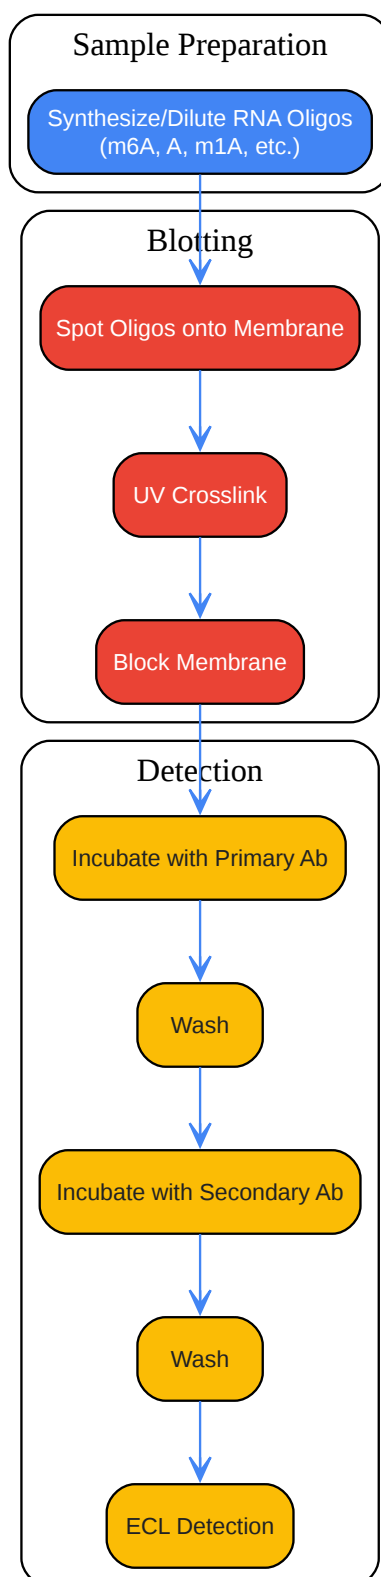 Sample Preparation
Synthesize/Dilute RNA Oligos
(m6A, A, m1A, etc.)
Blotting
Spot Oligos onto Membrane
UV Crosslink
Block Membrane
Detection
Incubate with Primary Ab
Wash
Incubate with Secondary Ab
Wash
ECL Detection